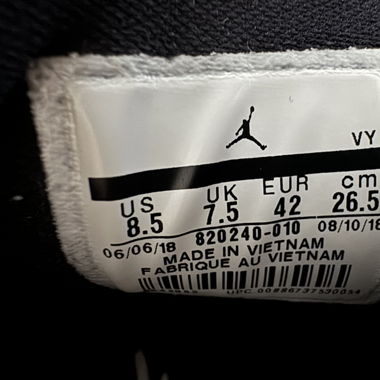 VY
US UK EUR cm
8.5 7.5 42 26.5
06/06/18 820240-010 08/10/18
MADE IN VIETNAM
FABRIQUE AU VIETNAM